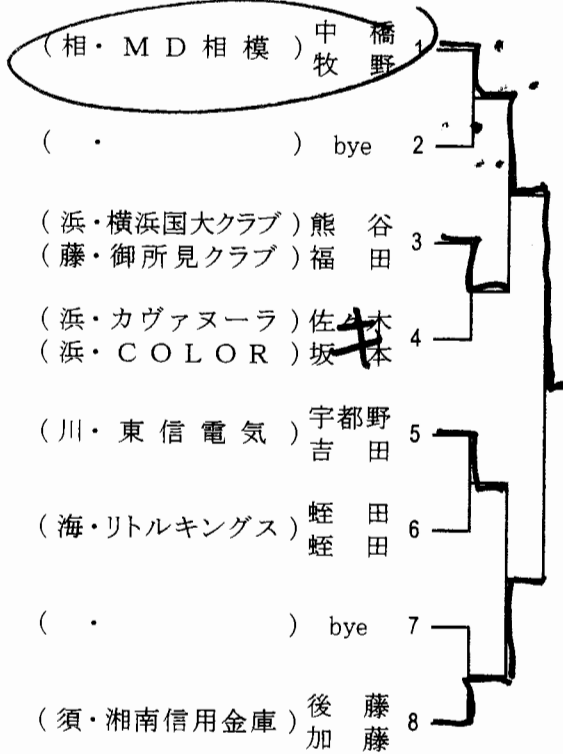 (相・MD相模) 中橋 1
牧野
( ・ ) bye 2
(浜・横浜国大クラブ) 熊谷 3
(藤・御所見クラブ) 福田
(浜・カヴァヌーラ) 佐々木 4
(浜・COLOR) 坂本
キ
(川・東信電気) 宇都野 5
吉田
(海・リトルキングス) 蛭田 6
蛭田
( ・ ) bye 7
(須・湘南信用金庫) 後藤 8
加藤